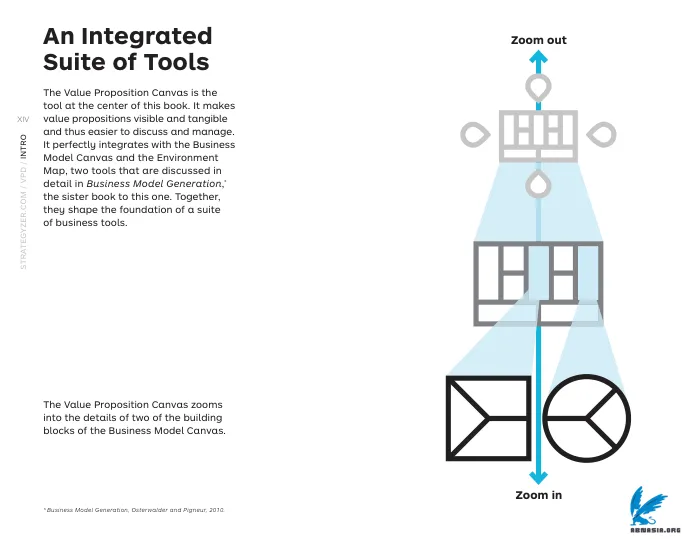 An Integrated
Suite of Tools
The Value Proposition Canvas is the
tool at the center of this book. It makes
value propositions visible and tangible
and thus easier to discuss and manage.
It perfectly integrates with the Business
Model Canvas and the Environment
Map, two tools that are discussed in
detail in Business Model Generation,*
the sister book to this one. Together,
they shape the foundation of a suite
of business tools.
The Value Proposition Canvas zooms
into the details of two of the building
blocks of the Business Model Canvas.
*Business Model Generation, Osterwalder and Pigneur, 2010.
XIV
STRATEGYZER.COM / VPD / INTRO
Zoom out
Zoom in
ABMASIA.ORG